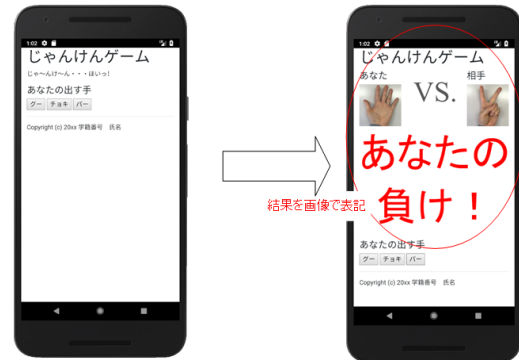 1:02
じゃんけんゲーム
じゃ～んけ～ん・・・ほいっ!
あなたの出す手
グー チョキ パー
Copyright (c) 20xx 学籍番号　氏名
結果を画像で表記
1:02
じゃんけんゲーム
あなた 相手
VS.
あなたの
負け！
あなたの出す手
グー チョキ パー
Copyright (c) 20xx 学籍番号　氏名